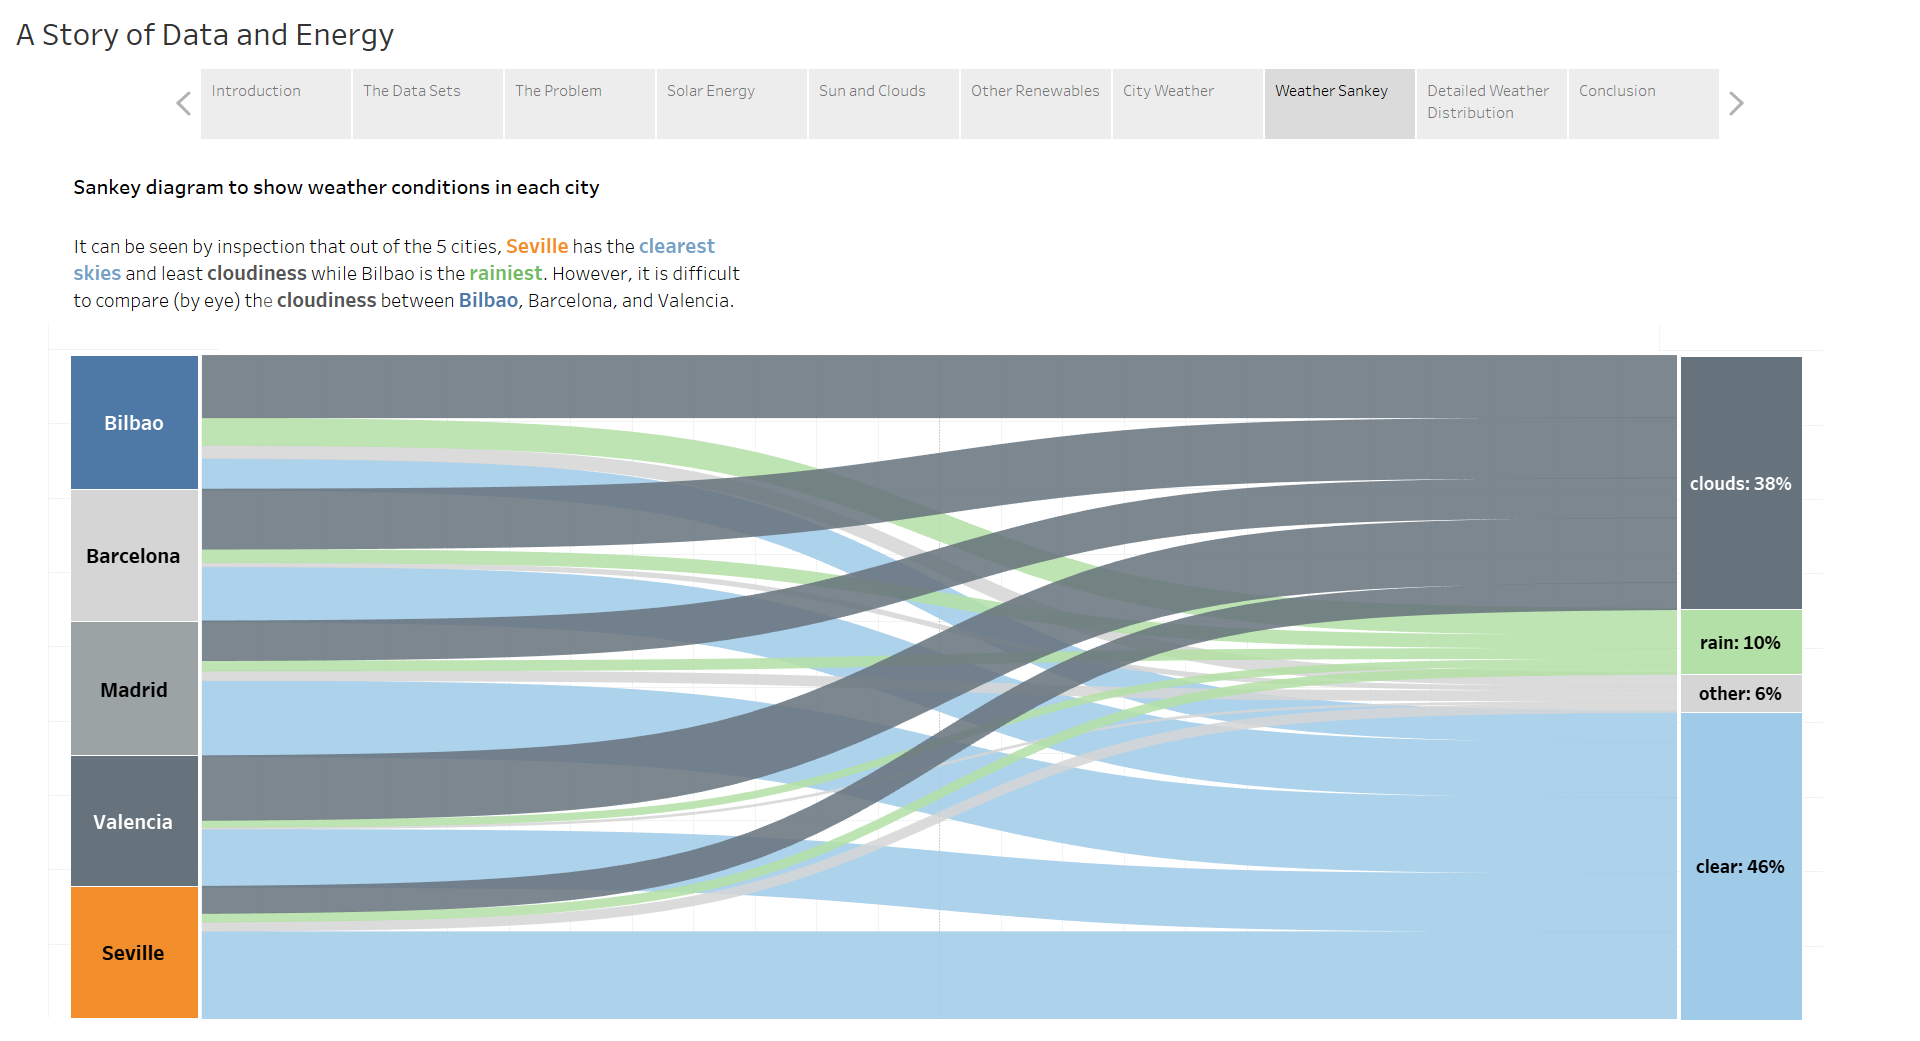 A Story of Data and Energy
Introduction
The Data Sets
The Problem
Solar Energy
Sun and Clouds
Other Renewables
City Weather
Weather Sankey
Detailed Weather
Distribution
Conclusion
Sankey diagram to show weather conditions in each city
It can be seen by inspection that out of the 5 cities, Seville has the clearest
skies and least cloudiness while Bilbao is the rainiest. However, it is difficult
to compare (by eye) the cloudiness between Bilbao, Barcelona, and Valencia.
Bilbao
Barcelona
Madrid
Valencia
Seville
clouds: 38%
rain: 10%
other: 6%
clear: 46%